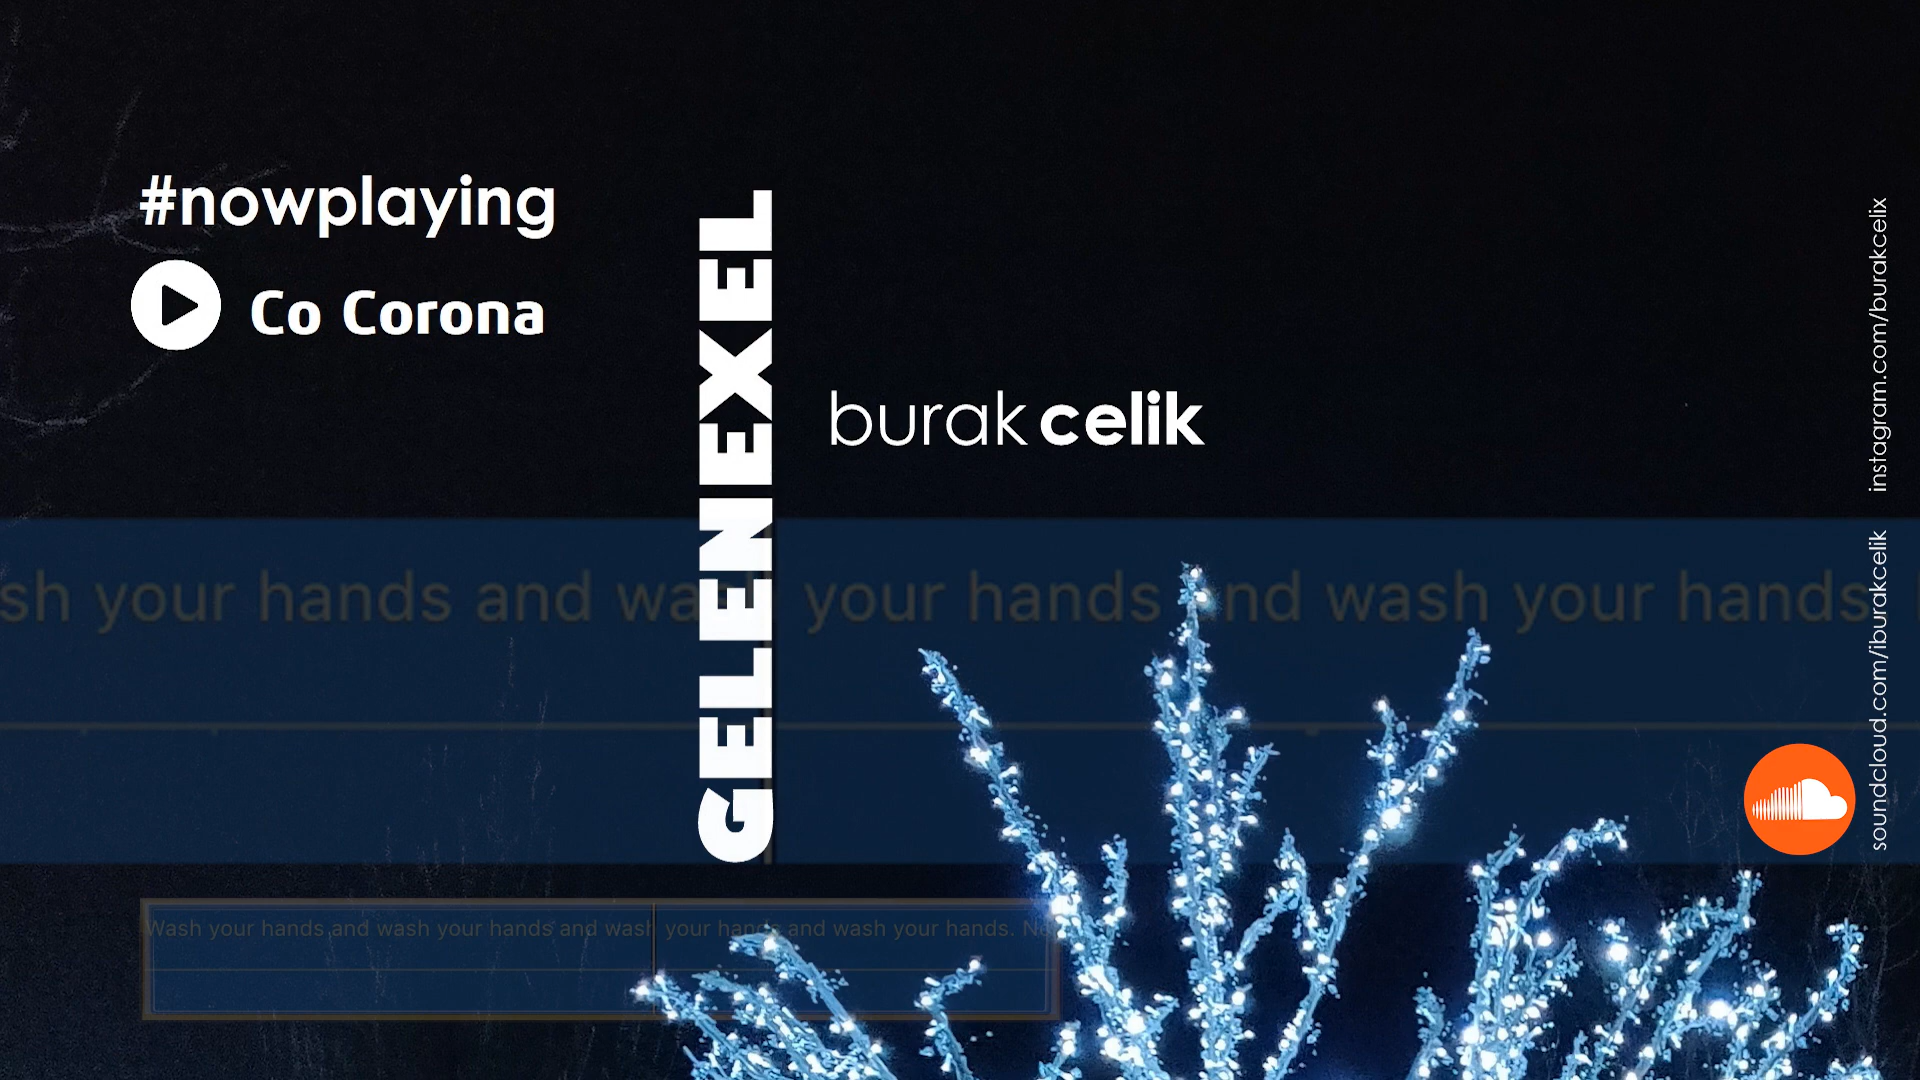 #nowplaying
Co Corona
GELENEXEL
burak celik
instagram.com/burakcelix
soundcloud.com/iburakcelik
sh your hands and wa your hands and wash your hands
Wash your hands and wash your hands and wash your hands and wash your hands.